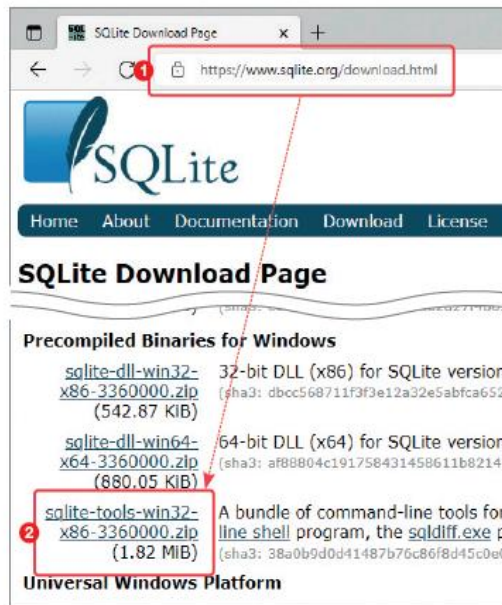 SQLite Download Page
1 https://www.sqlite.org/download.html
SQLite
Home About Documentation Download License
SQLite Download Page
Precompiled Binaries for Windows
sqlite-dll-win32- 32-bit DLL (x86) for SQLite version
x86-3360000.zip (sha3: dbcc568711f3f3e12a32e5abfca652
(542.87 KiB)
sqlite-dll-win64- 64-bit DLL (x64) for SQLite version
x64-3360000.zip (sha3: af88804c191758431458611b8214
(880.05 KiB)
sqlite-tools-win32- A bundle of command-line tools for
2 x86-3360000.zip line shell program, the sqldiff.exe p
(1.82 MiB) (sha3: 38a0b9d0d41487b76c86f8d45c0e
Universal Windows Platform